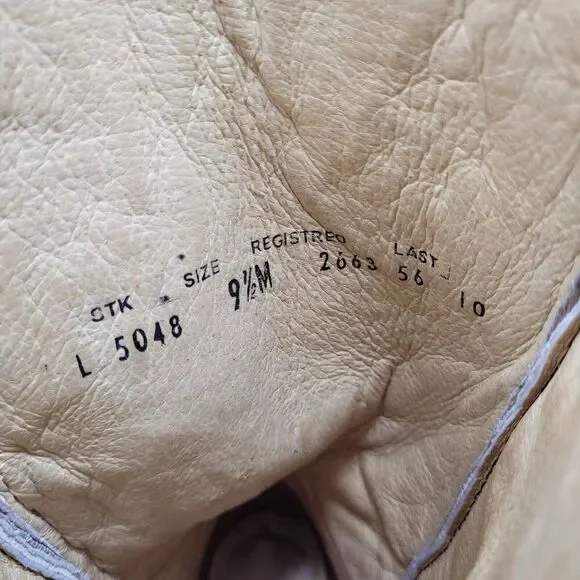 STK SIZE REGISTRED LAST
L 5048 9½M 2663 56 10